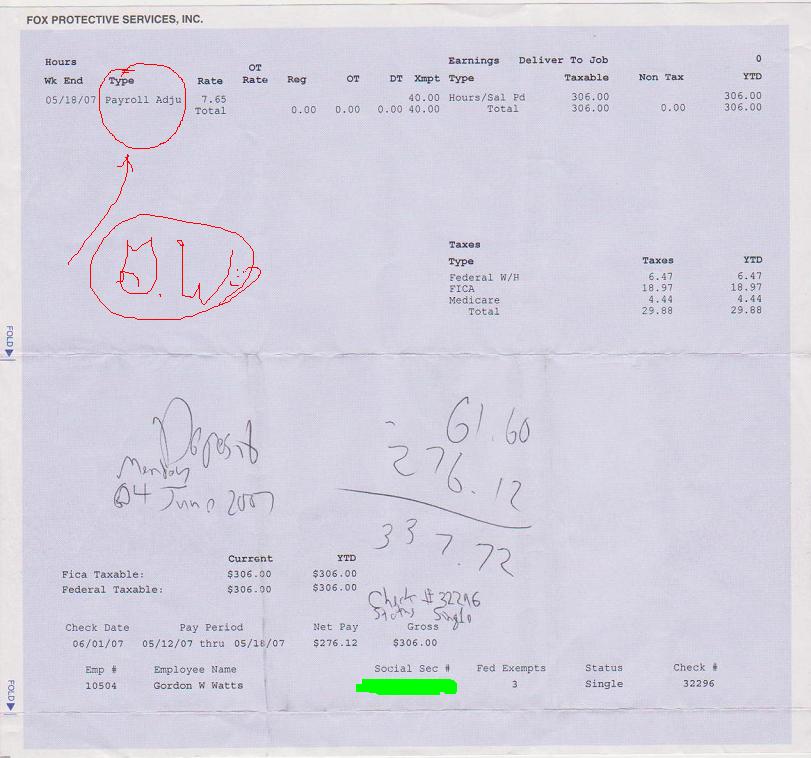 FOX PROTECTIVE SERVICES, INC.
Hours OT Earnings Deliver To Job 0
Wk End Type Rate Rate Reg OT DT Xmpt Type Taxable Non Tax YTD
05/18/07 Payroll Adju 7.65 40.00 Hours/Sal Pd 306.00 306.00
Total 0.00 0.00 0.00 40.00 Total 306.00 0.00 306.00
Taxes
Type Taxes YTD
Federal W/H 6.47 6.47
FICA 18.97 18.97
Medicare 4.44 4.44
Total 29.88 29.88
FOLD
Deposit
Monday
04 June 2007
61.60
276.12
337.72
Current YTD
Fica Taxable: $306.00 $306.00
Federal Taxable: $306.00 $306.00
Check #32296
Status Single
Check Date Pay Period Net Pay Gross
06/01/07 05/12/07 thru 05/18/07 $276.12 $306.00
Emp # Employee Name Social Sec # Fed Exempts Status Check #
10504 Gordon W Watts 3 Single 32296
FOLD